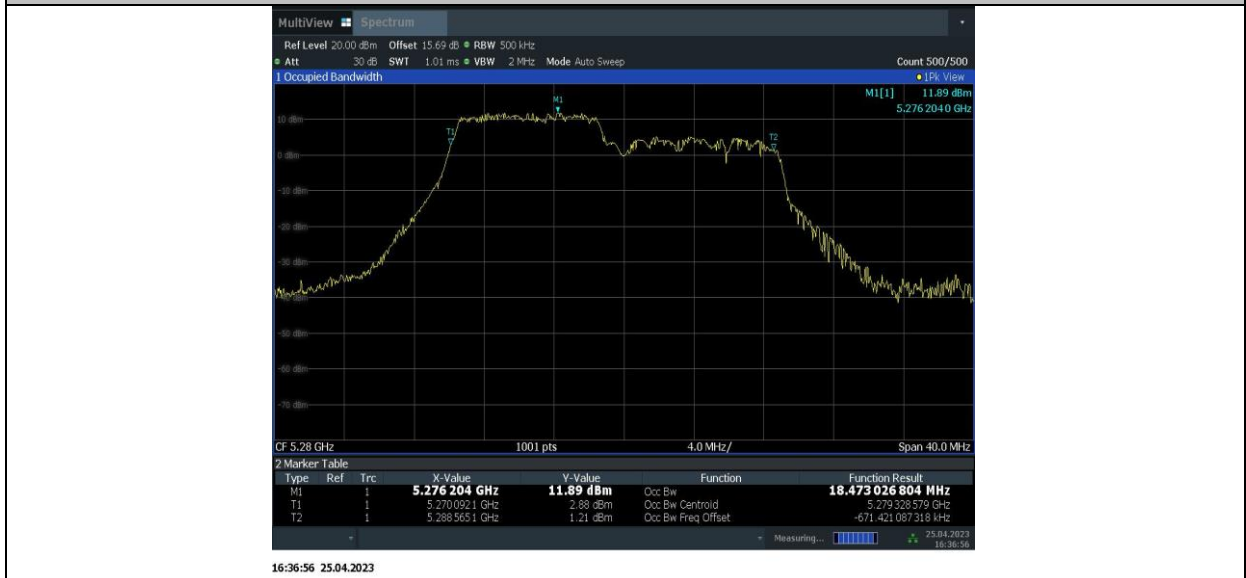 MultiView Spectrum
Ref Level 20.00 dBm Offset 15.69 dB RBW 500 kHz
Att 30 dB SWT 1.01 ms VBW 2 MHz Mode Auto Sweep Count 500/500
1 Occupied Bandwidth 1Pk View
M1[1] 11.89 dBm
5.276 2040 GHz
M1
10 dBm
T1
T2
0 dBm
-10 dBm
-20 dBm
-30 dBm
-40 dBm
-50 dBm
-60 dBm
-70 dBm
CF 5.28 GHz 1001 pts 4.0 MHz/ Span 40.0 MHz
2 Marker Table
Type Ref Trc X-Value Y-Value Function Function Result
M1 1 5.276 204 GHz 11.89 dBm Occ Bw 18.473 026 804 MHz
T1 1 5.270 092 1 GHz 2.88 dBm Occ Bw Centroid 5.279 328 579 GHz
T2 1 5.288 565 1 GHz 1.21 dBm Occ Bw Freq Offset -671.421 087 318 kHz
Measuring... 25.04.2023
16:36:56
16:36:56 25.04.2023